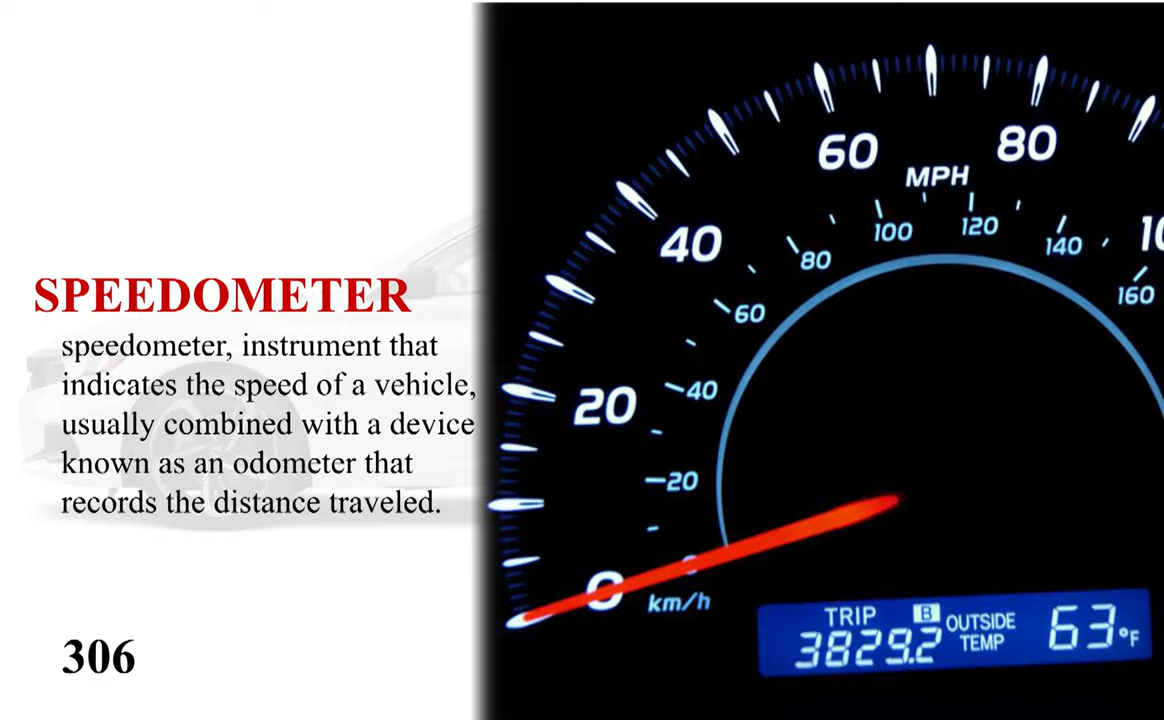 SPEEDOMETER
speedometer, instrument that
indicates the speed of a vehicle,
usually combined with a device
known as an odometer that
records the distance traveled.
306
60
80
MPH
40
100
120
80
140
160
60
20
40
20
0
km/h
TRIP B OUTSIDE
3829.2 TEMP 63°F